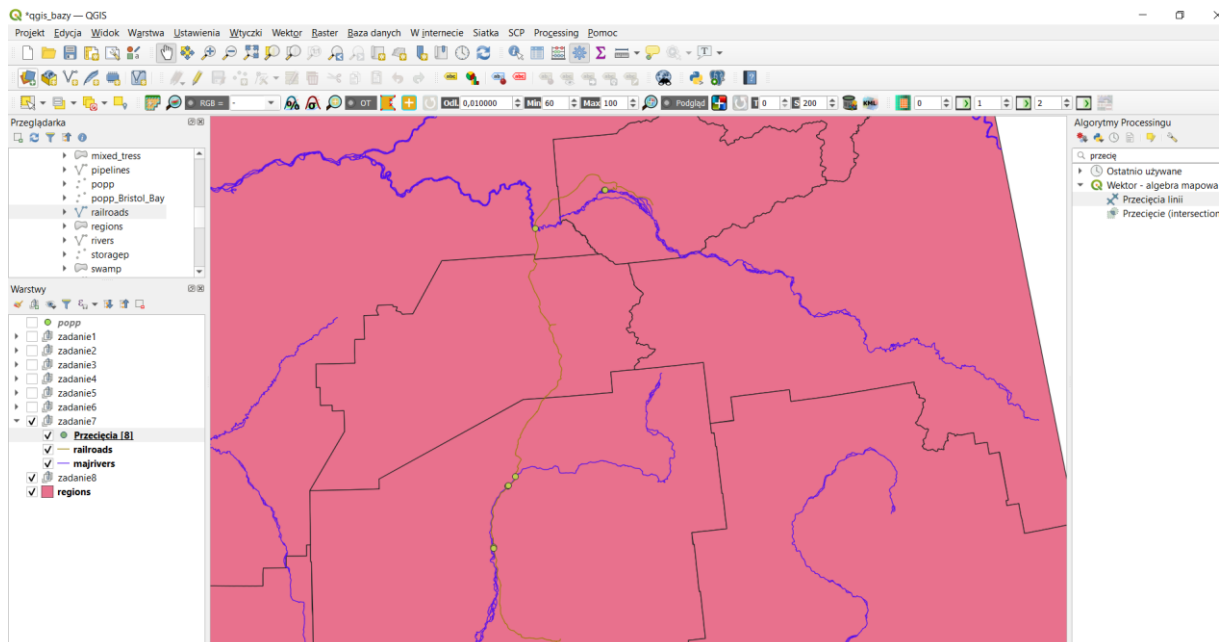 *qgis_bazy — QGIS
Projekt Edycja Widok Warstwa Ustawienia Wtyczki Wektor Raster Baza danych W internecie Siatka SCP Processing Pomoc
RGB = - OT Odl. 0,010000 Min 60 Max 100 Podgląd T 0 S 200 KML 0 1 2
Przeglądarka
mixed_tress
pipelines
popp
popp_Bristol_Bay
railroads
regions
rivers
storagep
swamp
Warstwy
popp
zadanie1
zadanie2
zadanie3
zadanie4
zadanie5
zadanie6
zadanie7
Przecięcia [8]
railroads
majrivers
zadanie8
regions
Algorytmy Processingu
przecię
Ostatnio używane
Wektor - algebra mapowa
Przecięcia linii
Przecięcie (intersection